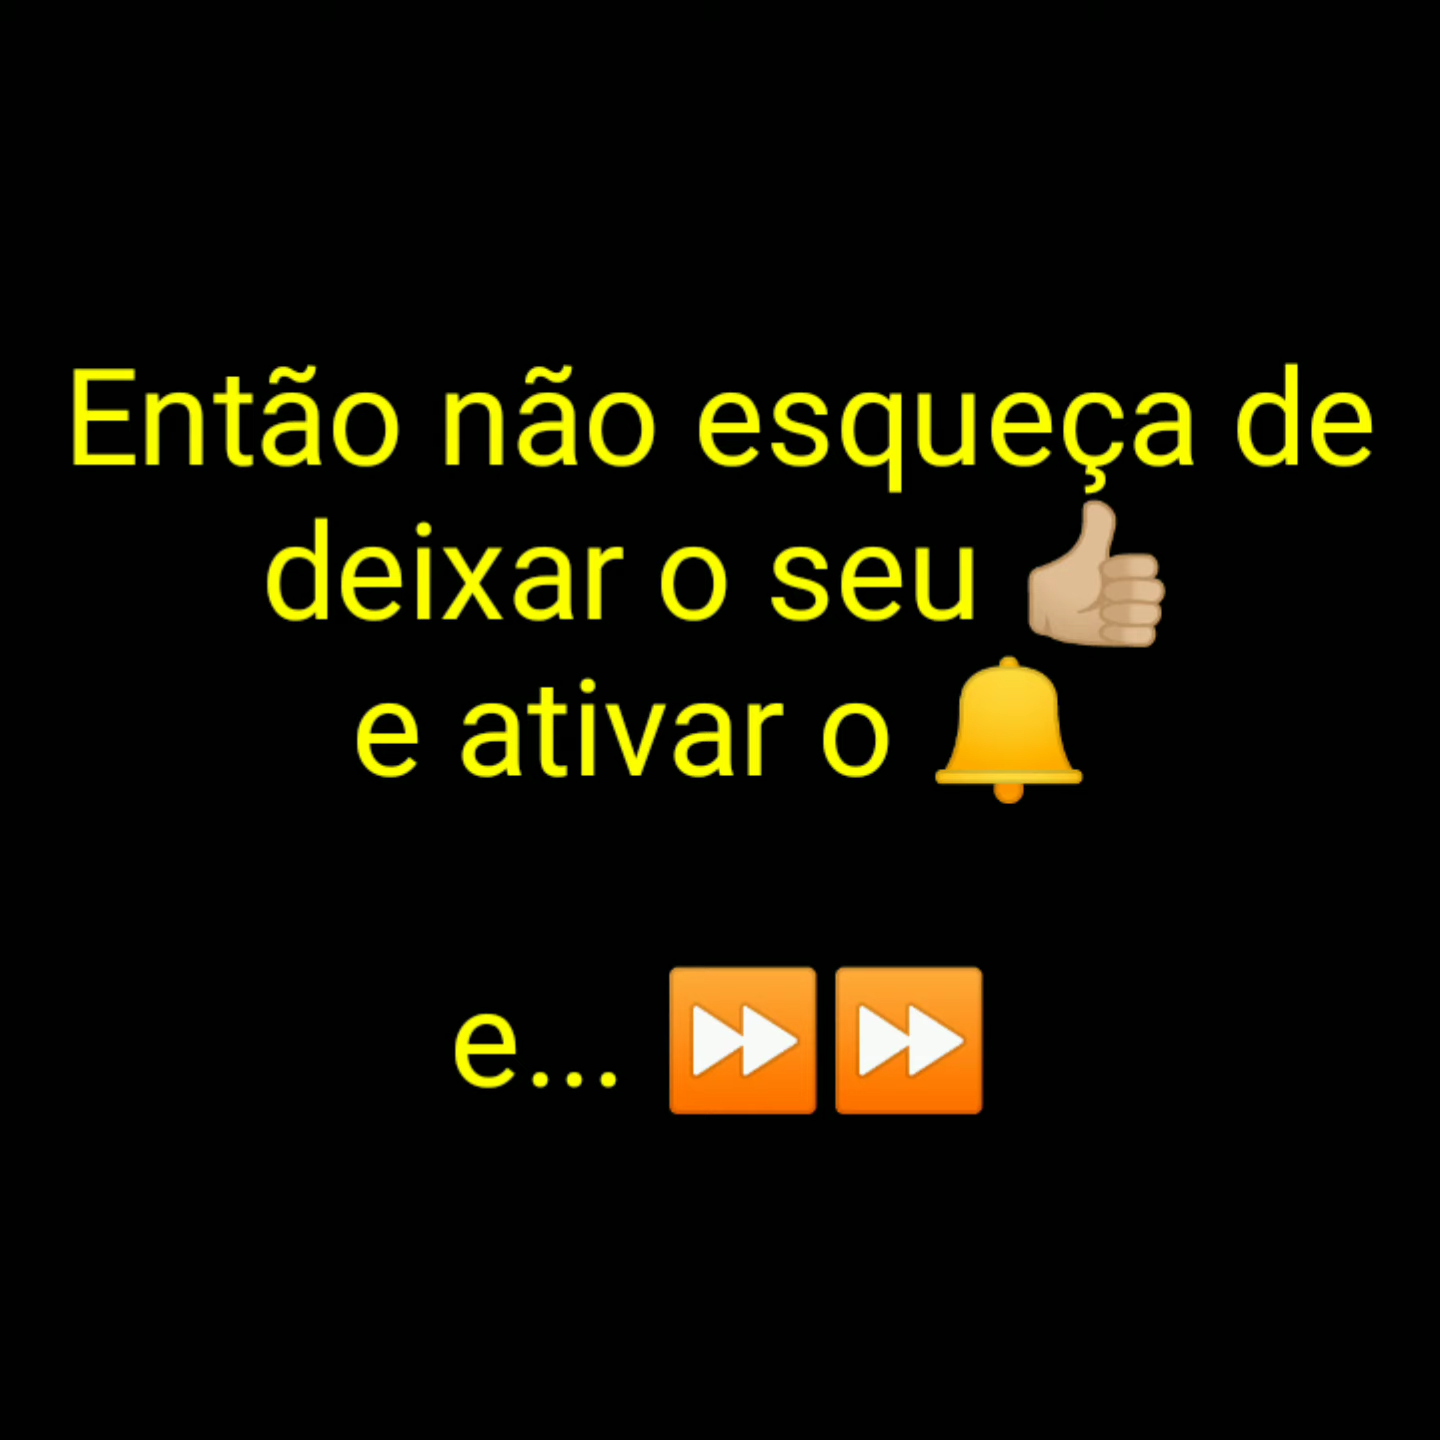 Então não esqueça de
deixar o seu 👍🏼
e ativar o 🔔
e... ⏩⏩